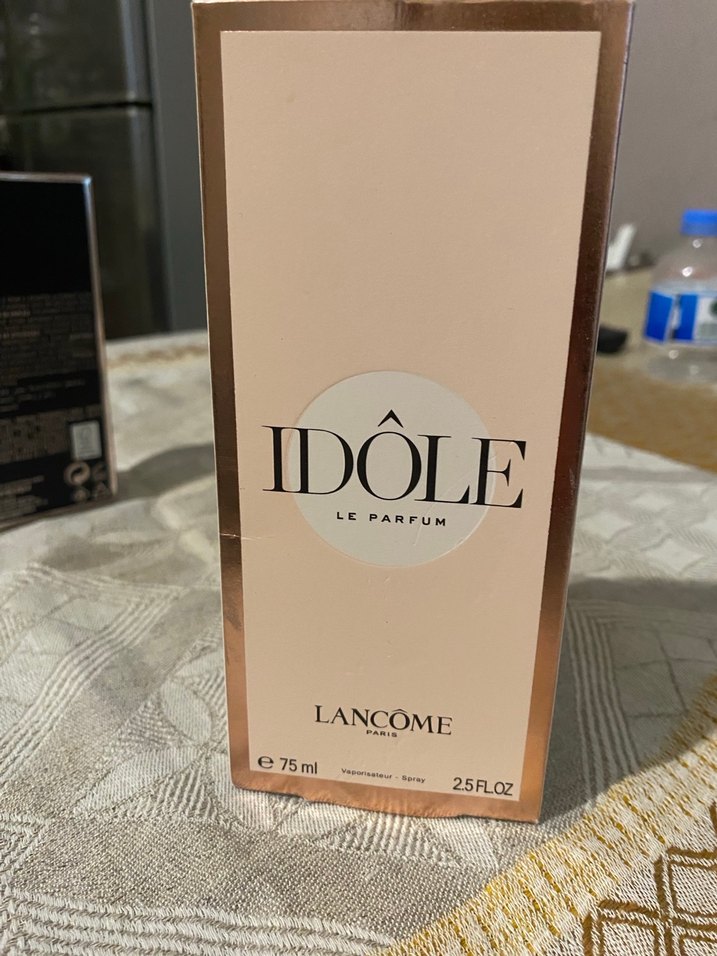 IDÔLE
LE PARFUM
LANCÔME
PARIS
e 75 ml
Vaporisateur - Spray
2.5 FL.OZ